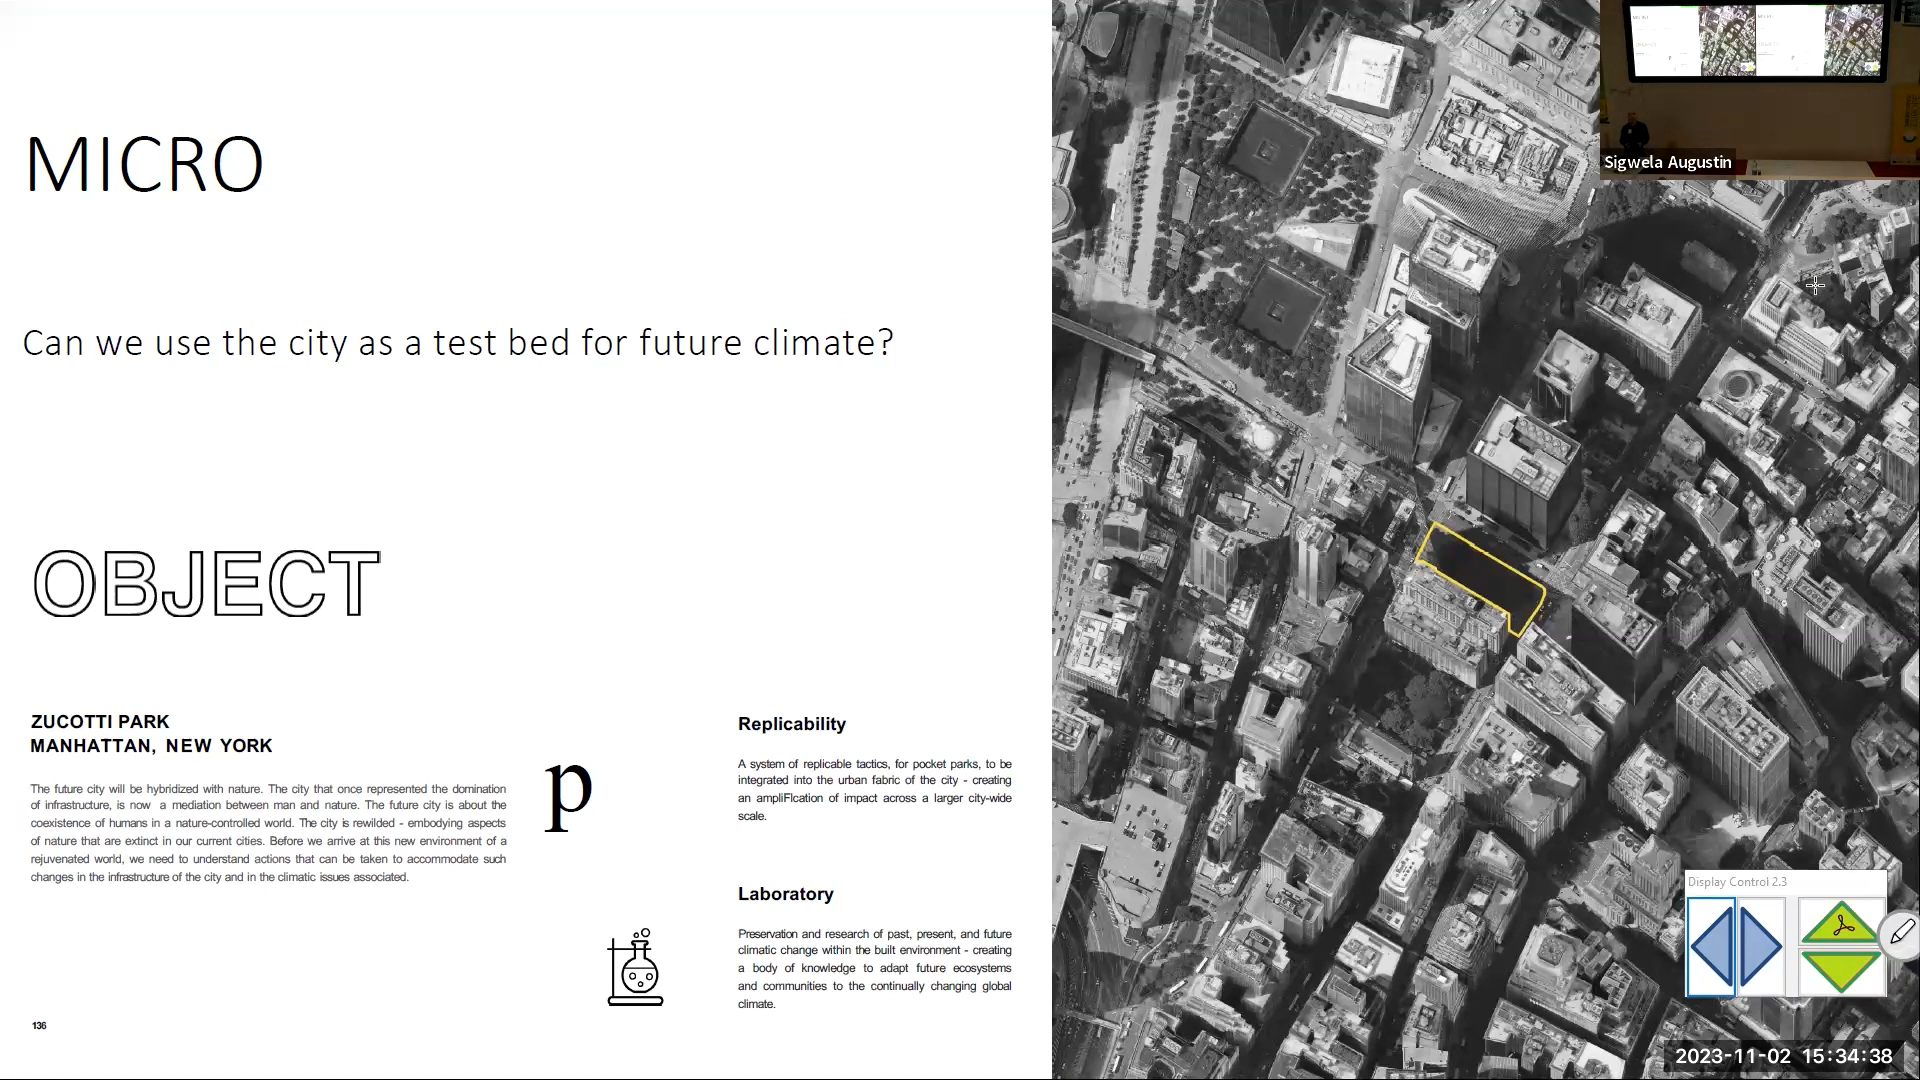 MICRO
Can we use the city as a test bed for future climate?
OBJECT
ZUCOTTI PARK
MANHATTAN, NEW YORK
The future city will be hybridized with nature. The city that once represented the domination
of infrastructure, is now a mediation between man and nature. The future city is about the
coexistence of humans in a nature-controlled world. The city is rewilded - embodying aspects
of nature that are extinct in our current cities. Before we arrive at this new environment of a
rejuvenated world, we need to understand actions that can be taken to accommodate such
changes in the infrastructure of the city and in the climatic issues associated.
p
Replicability
A system of replicable tactics, for pocket parks, to be
integrated into the urban fabric of the city - creating
an ampliFlcation of impact across a larger city-wide
scale.
Laboratory
Preservation and research of past, present, and future
climatic change within the built environment - creating
a body of knowledge to adapt future ecosystems
and communities to the continually changing global
climate.
136
Sigwela Augustin
Display Control 2.3
2023-11-02 15:34:38